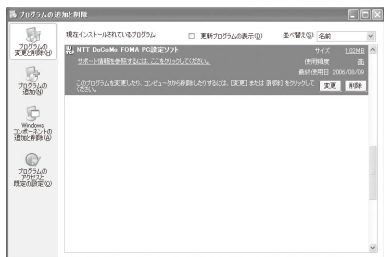 プログラムの追加と削除
プログラムの
変更と削除(H)
プログラムの
追加(N)
Windows
コンポーネントの
追加と削除(A)
プログラムの
アクセスと
既定の設定(O)
現在インストールされているプログラム: 更新プログラムの表示(D) 並べ替え(S): 名前
NTT DoCoMo FOMA PC設定ソフト サイズ 1.02MB
サポート情報を参照するには、ここをクリックしてください。 使用頻度 高
最終使用日 2006/08/09
このプログラムを変更したり、コンピュータから削除したりするには、[変更] または [削除] をクリックして
ください。
変更 削除